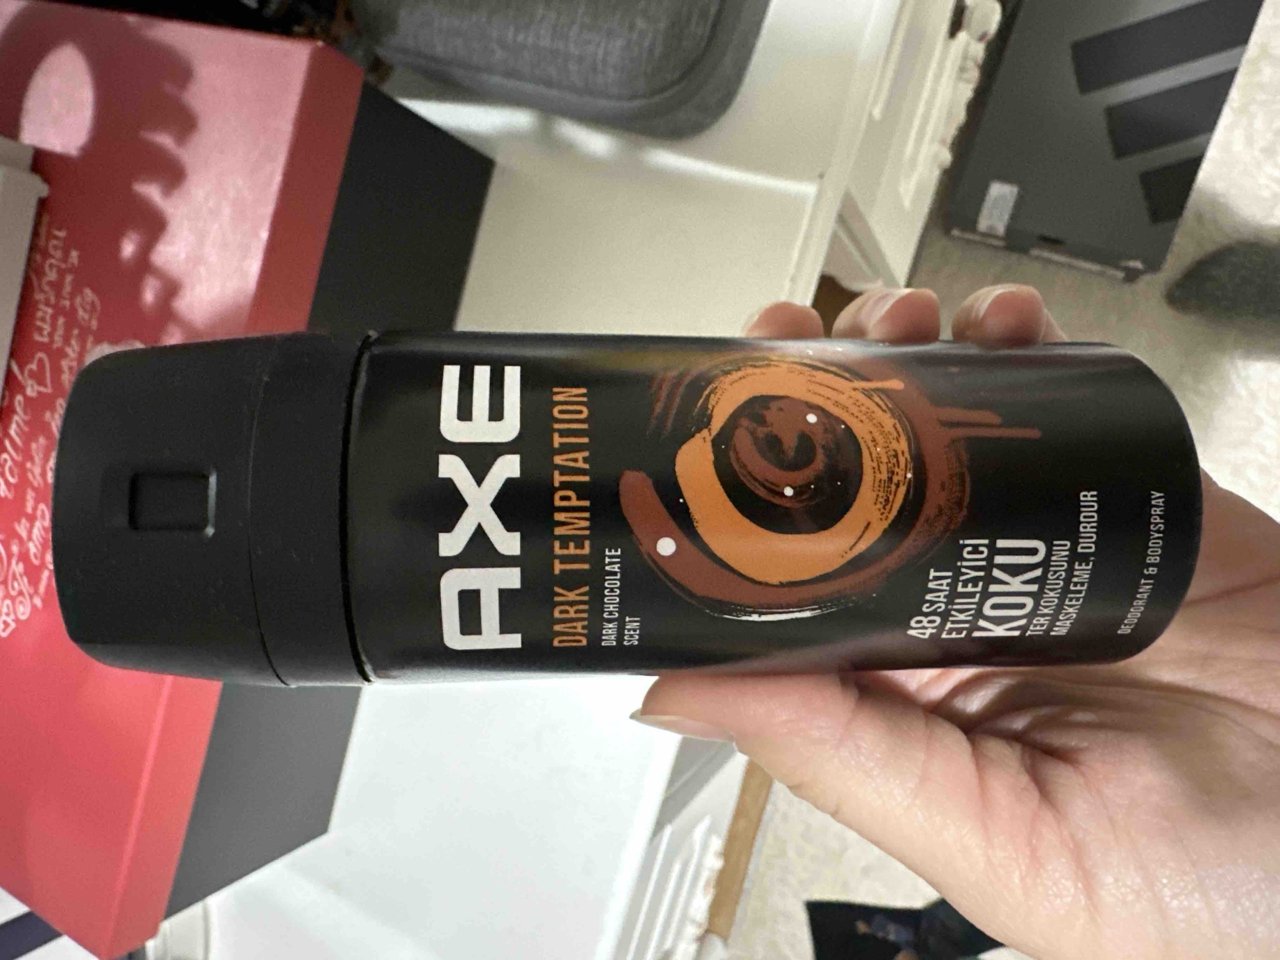 AXE
DARK TEMPTATION
DARK CHOCOLATE
SCENT
48 SAAT
ETKİLEYİCİ
KOKU
TER KOKUSUNU
MASKELEME, DURDUR
DEODORANT & BODYSPRAY